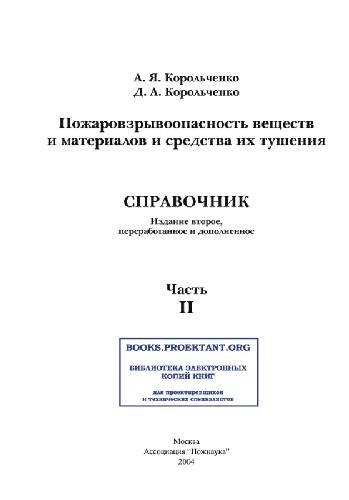 А. Я. Корольченко
Д. А. Корольченко
Пожаровзрывоопасность веществ
и материалов и средства их тушения
СПРАВОЧНИК
Издание второе,
переработанное и дополненное
Часть
II
BOOKS.PROEKTANT.ORG
БИБЛИОТЕКА ЭЛЕКТРОННЫХ
КОПИЙ КНИГ
для проектировщиков
и технических специалистов
Москва
Ассоциация "Пожнаука"
2004